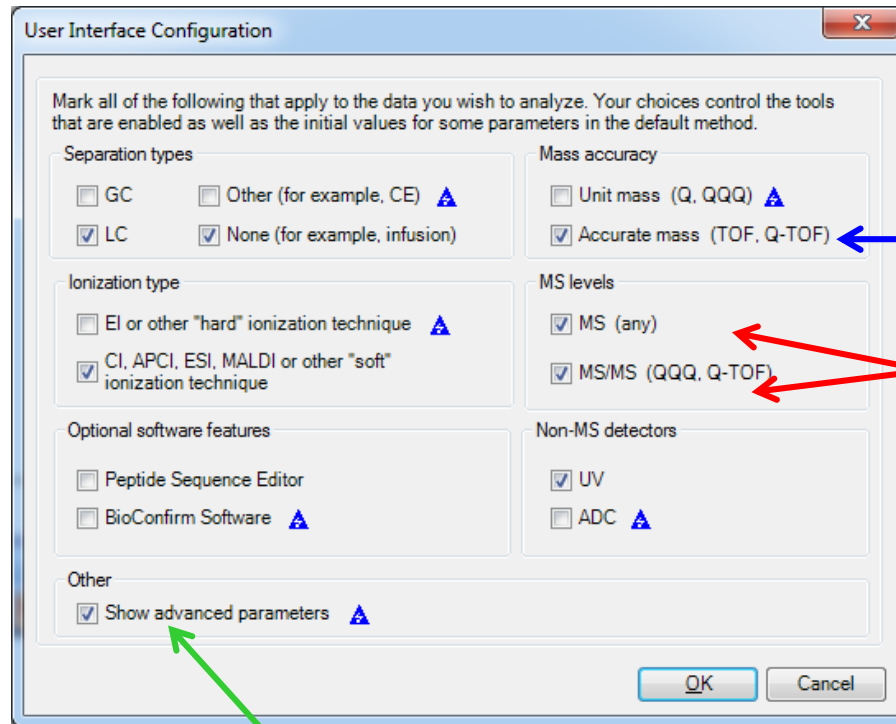 User Interface Configuration
Mark all of the following that apply to the data you wish to analyze. Your choices control the tools
that are enabled as well as the initial values for some parameters in the default method.
Separation types
GC
Other (for example, CE)
LC
None (for example, infusion)
Mass accuracy
Unit mass (Q, QQQ)
Accurate mass (TOF, Q-TOF)
Ionization type
EI or other "hard" ionization technique
CI, APCI, ESI, MALDI or other "soft"
ionization technique
MS levels
MS (any)
MS/MS (QQQ, Q-TOF)
Optional software features
Peptide Sequence Editor
BioConfirm Software
Non-MS detectors
UV
ADC
Other
Show advanced parameters
OK
Cancel